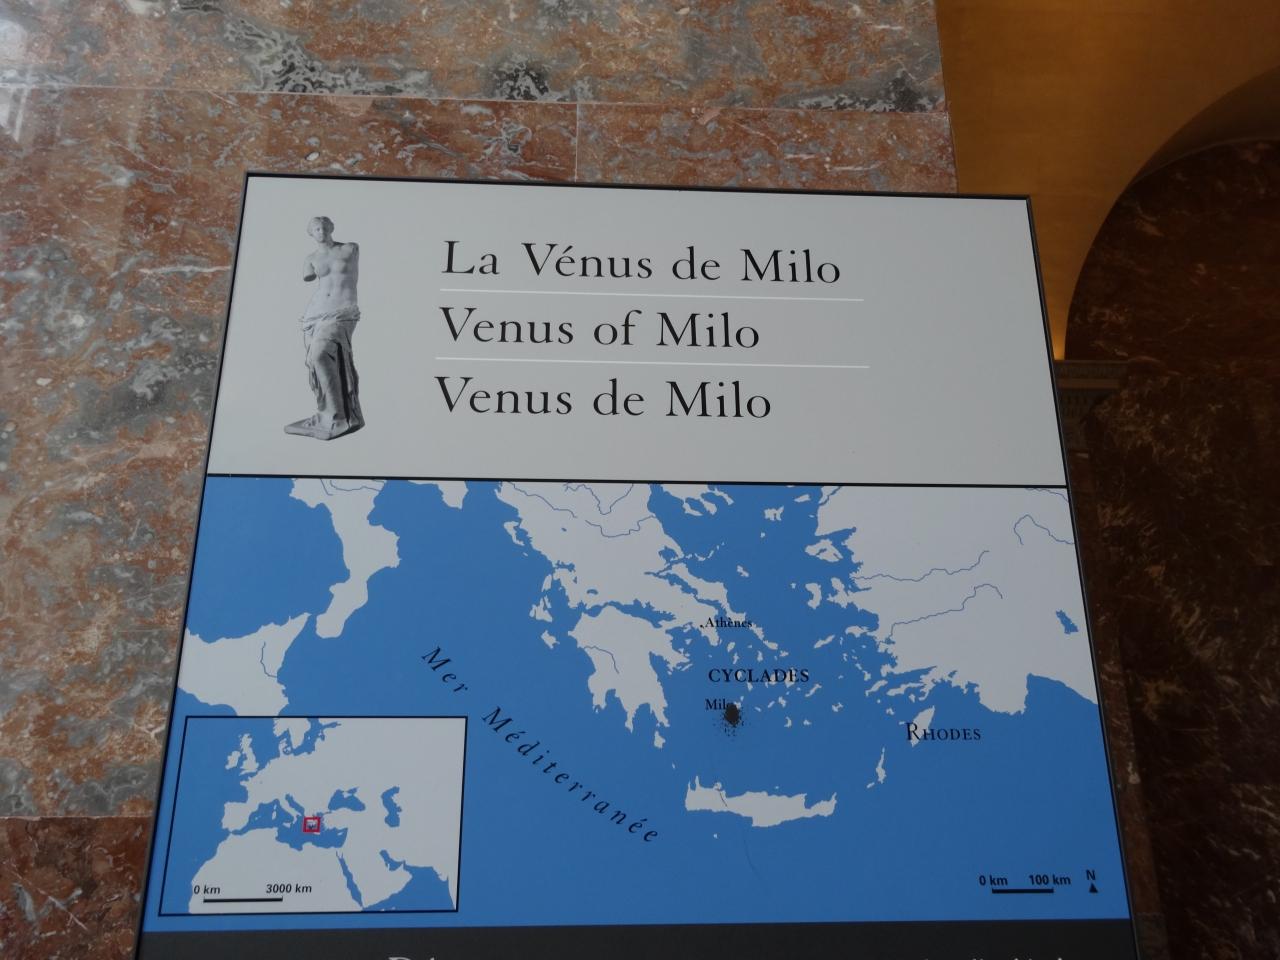 La Vénus de Milo
Venus of Milo
Venus de Milo
Athènes
CYCLADES
Milo
RHODES
Mer Méditerranée
0 km 3000 km
0 km 100 km
N